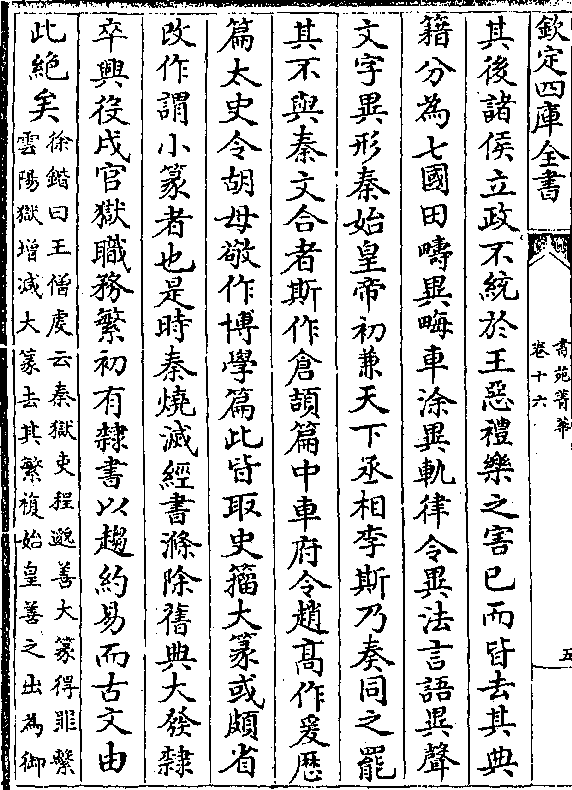 欽定四庫全書
書苑菁華
卷十六
五
其後諸侯立政不統於王惡禮樂之害已而皆去其典
籍分為七國田疇異畮車涂異軌律令異法言語異聲
文字異形秦始皇帝初兼天下丞相李斯乃奏同之罷
其不與秦文合者斯作倉頡篇中車府令趙高作爰歷
篇太史令胡母敬作博學篇此皆取史籀大篆或頗省
改作謂小篆者也是時秦燒滅經書滌除舊典大發隸
卒興役戍官獄職務繁初有隸書以趨約易而古文由
此絶矣
徐鍇曰王僧虔云秦獄吏程邈善大篆得罪繫
雲陽獄增減大篆去其繁複始皇善之出為御